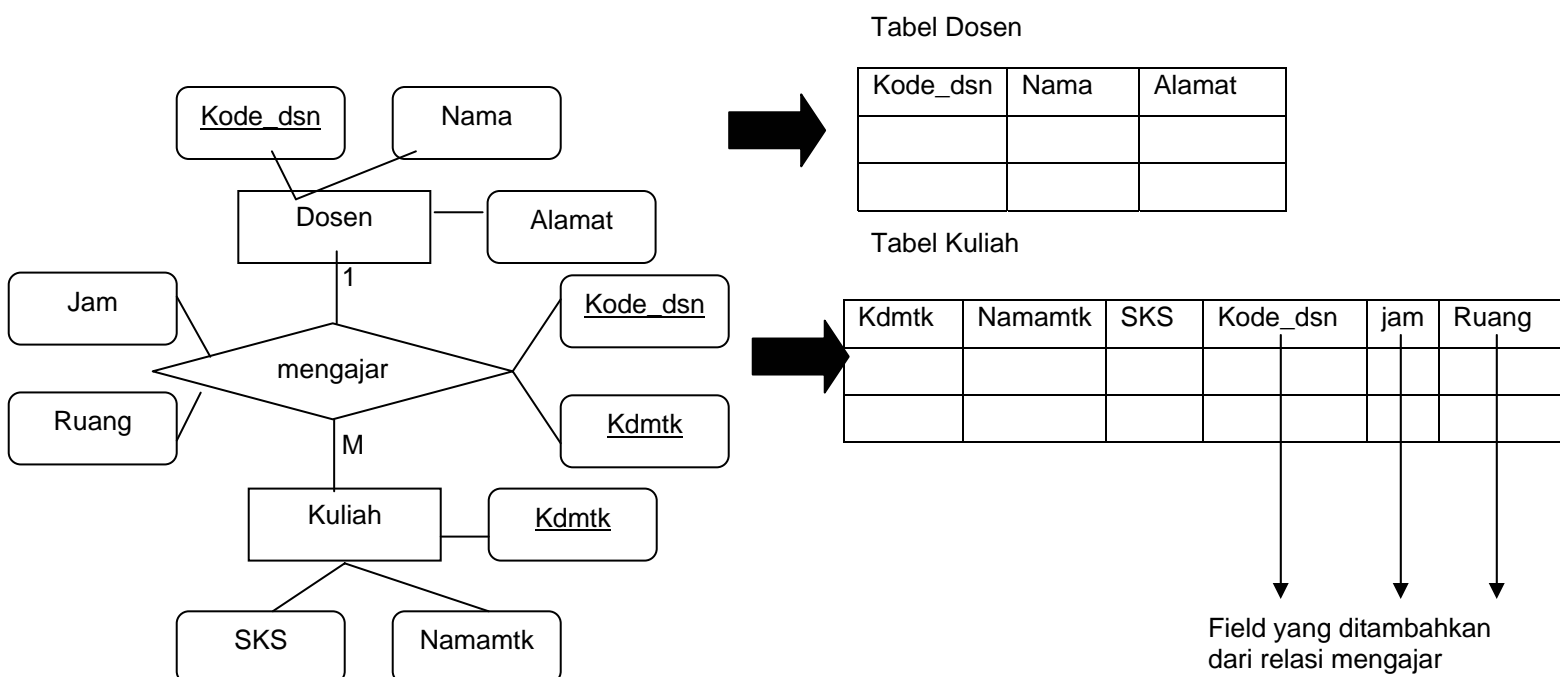 Tabel Dosen
Kode_dsn Nama Alamat
Kode_dsn
Nama
Dosen
Alamat
1
Jam
Kode_dsn
mengajar
Ruang
Kdmtk
M
Kuliah
Kdmtk
SKS
Namamtk
Tabel Kuliah
Kdmtk Namamtk SKS Kode_dsn jam Ruang
Field yang ditambahkan
dari relasi mengajar